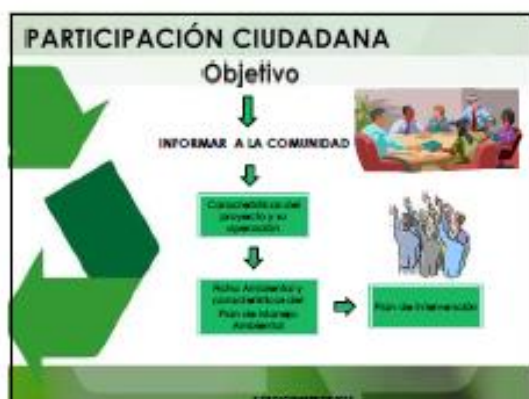 PARTICIPACIÓN CIUDADANA
Objetivo
INFORMAR A LA COMUNIDAD
Características del
proyecto y su
operación
Ficha Ambiental y
características del
Plan de Manejo
Ambiental
Plan de Intervención